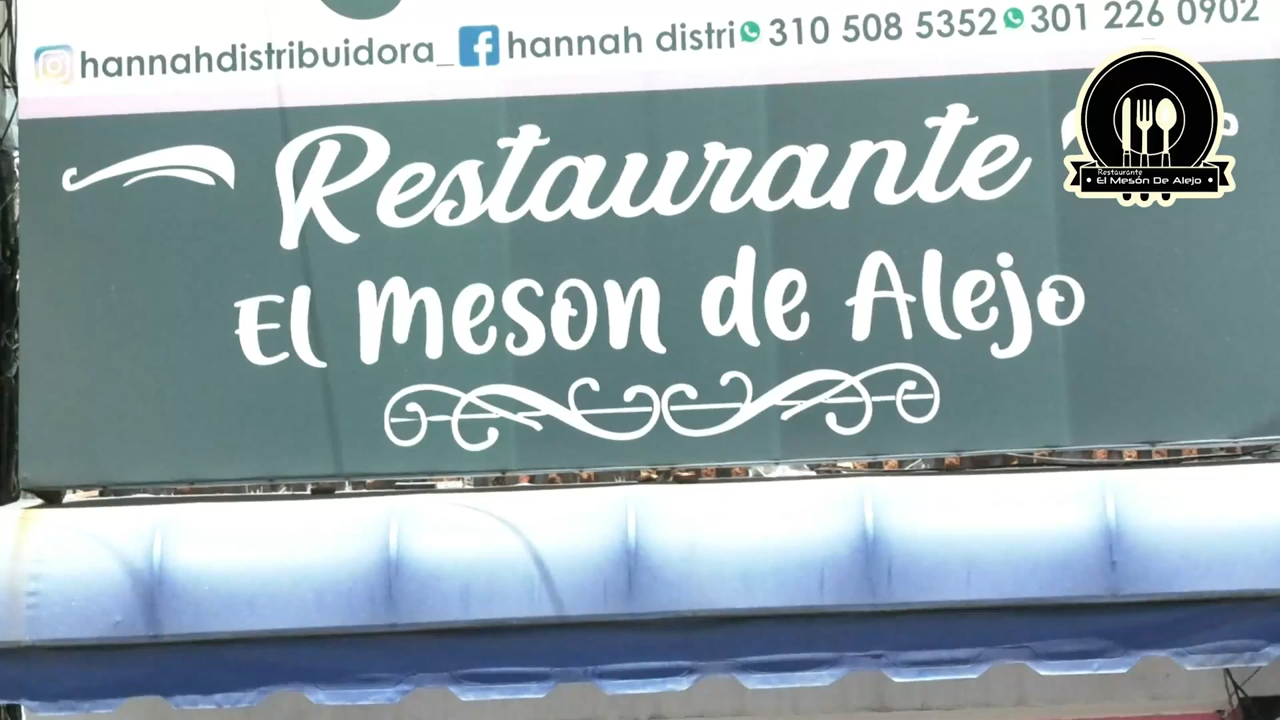 hannahdistribuidora_ hannah distri 310 508 5352 301 226 0902
Restaurante
El meson de Alejo
Restaurante
El Mesón De Alejo